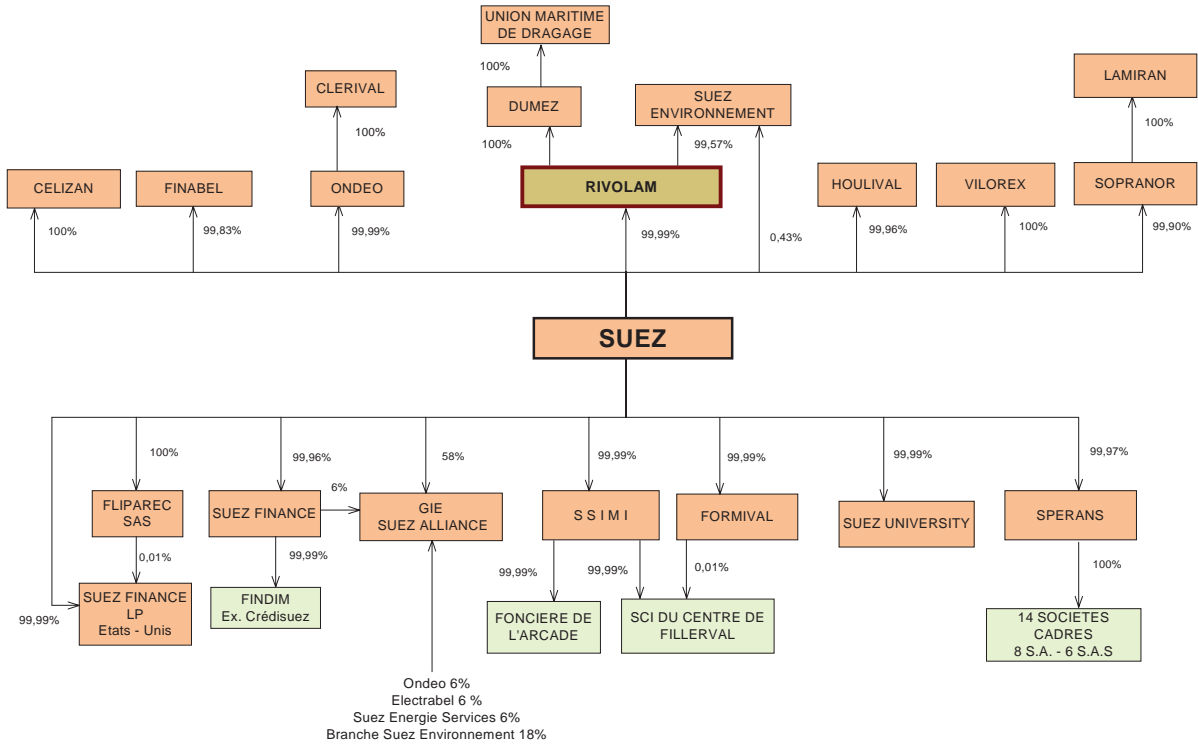 UNION MARITIME
DE DRAGAGE
100%
CLERIVAL
DUMEZ
SUEZ
ENVIRONNEMENT
LAMIRAN
100%
100%
99,57%
100%
CELIZAN
FINABEL
ONDEO
RIVOLAM
HOULIVAL
VILOREX
SOPRANOR
100%
99,83%
99,99%
99,99%
0,43%
99,96%
100%
99,90%
SUEZ
100%
99,96%
58%
99,99%
99,99%
99,99%
99,97%
6%
FLIPAREC
SAS
SUEZ FINANCE
GIE
SUEZ ALLIANCE
S S I M I
FORMIVAL
SUEZ UNIVERSITY
SPERANS
0,01%
99,99%
99,99%
99,99%
0,01%
100%
99,99%
SUEZ FINANCE
LP
Etats - Unis
FINDIM
Ex. Crédisuez
FONCIERE DE
L'ARCADE
SCI DU CENTRE DE
FILLERVAL
14 SOCIETES
CADRES
8 S.A. - 6 S.A.S
Ondeo 6%
Electrabel 6 %
Suez Energie Services 6%
Branche Suez Environnement 18%